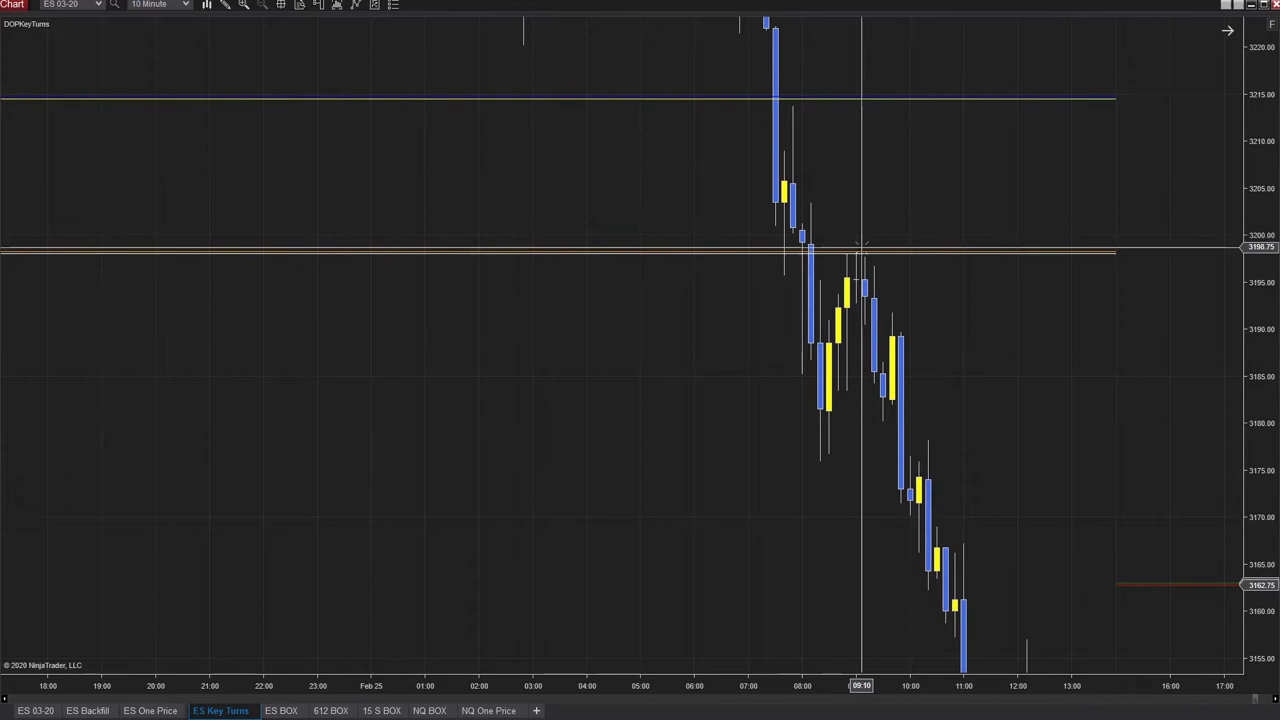 Chart ES 03-20 10 Minute
DOPKeyTurns
F
3220.00
3215.00
3210.00
3205.00
3200.00
3198.75
3195.00
3190.00
3185.00
3180.00
3175.00
3170.00
3165.00
3162.75
3160.00
3155.00
© 2020 NinjaTrader, LLC
18:00 19:00 20:00 21:00 22:00 23:00 Feb 25 01:00 02:00 03:00 04:00 05:00 06:00 07:00 08:00 09:10 10:00 11:00 12:00 13:00 16:00 17:00
ES 03-20 ES Backfill ES One Price ES Key Turns ES BOX 612 BOX 15 S BOX NQ BOX NQ One Price +